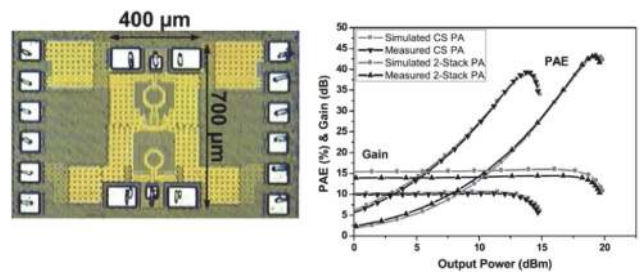 400 μm
700 μm
PAE (%) & Gain (dB)
50
45
40
35
30
25
20
15
10
5
0
Simulated CS PA
Measured CS PA
Simulated 2-Stack PA
Measured 2-Stack PA
PAE
Gain
0
5
10
15
20
Output Power (dBm)